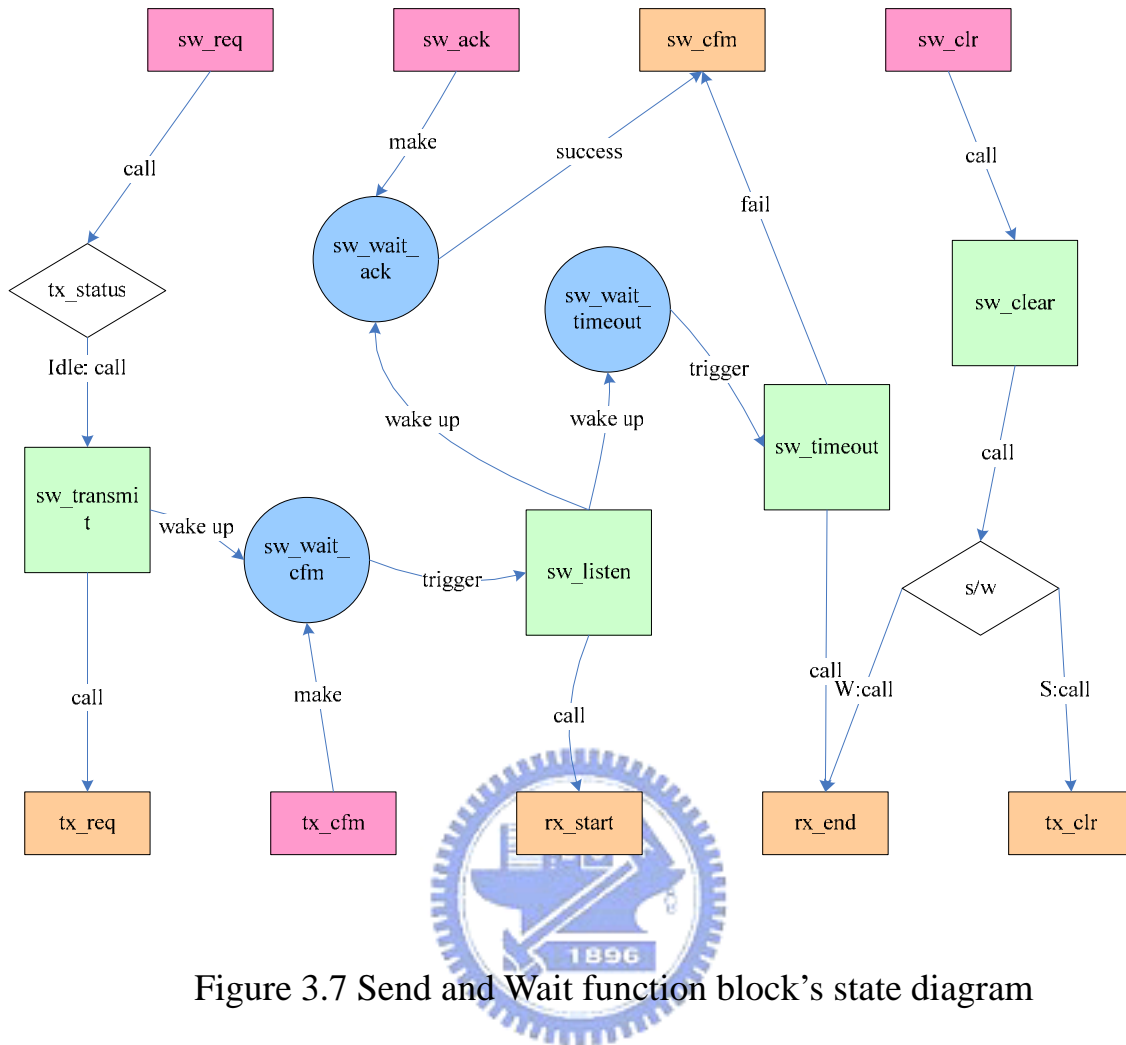 sw_req
sw_ack
sw_cfm
sw_clr
call
make
success
call
fail
tx_status
sw_wait_
ack
sw_wait_
timeout
sw_clear
Idle: call
wake up
wake up
trigger
sw_timeout
call
sw_transmi
t
wake up
sw_wait_
cfm
trigger
sw_listen
s/w
call
make
call
call
W:call
S:call
tx_req
tx_cfm
rx_start
rx_end
tx_clr
1896
Figure 3.7 Send and Wait function block’s state diagram